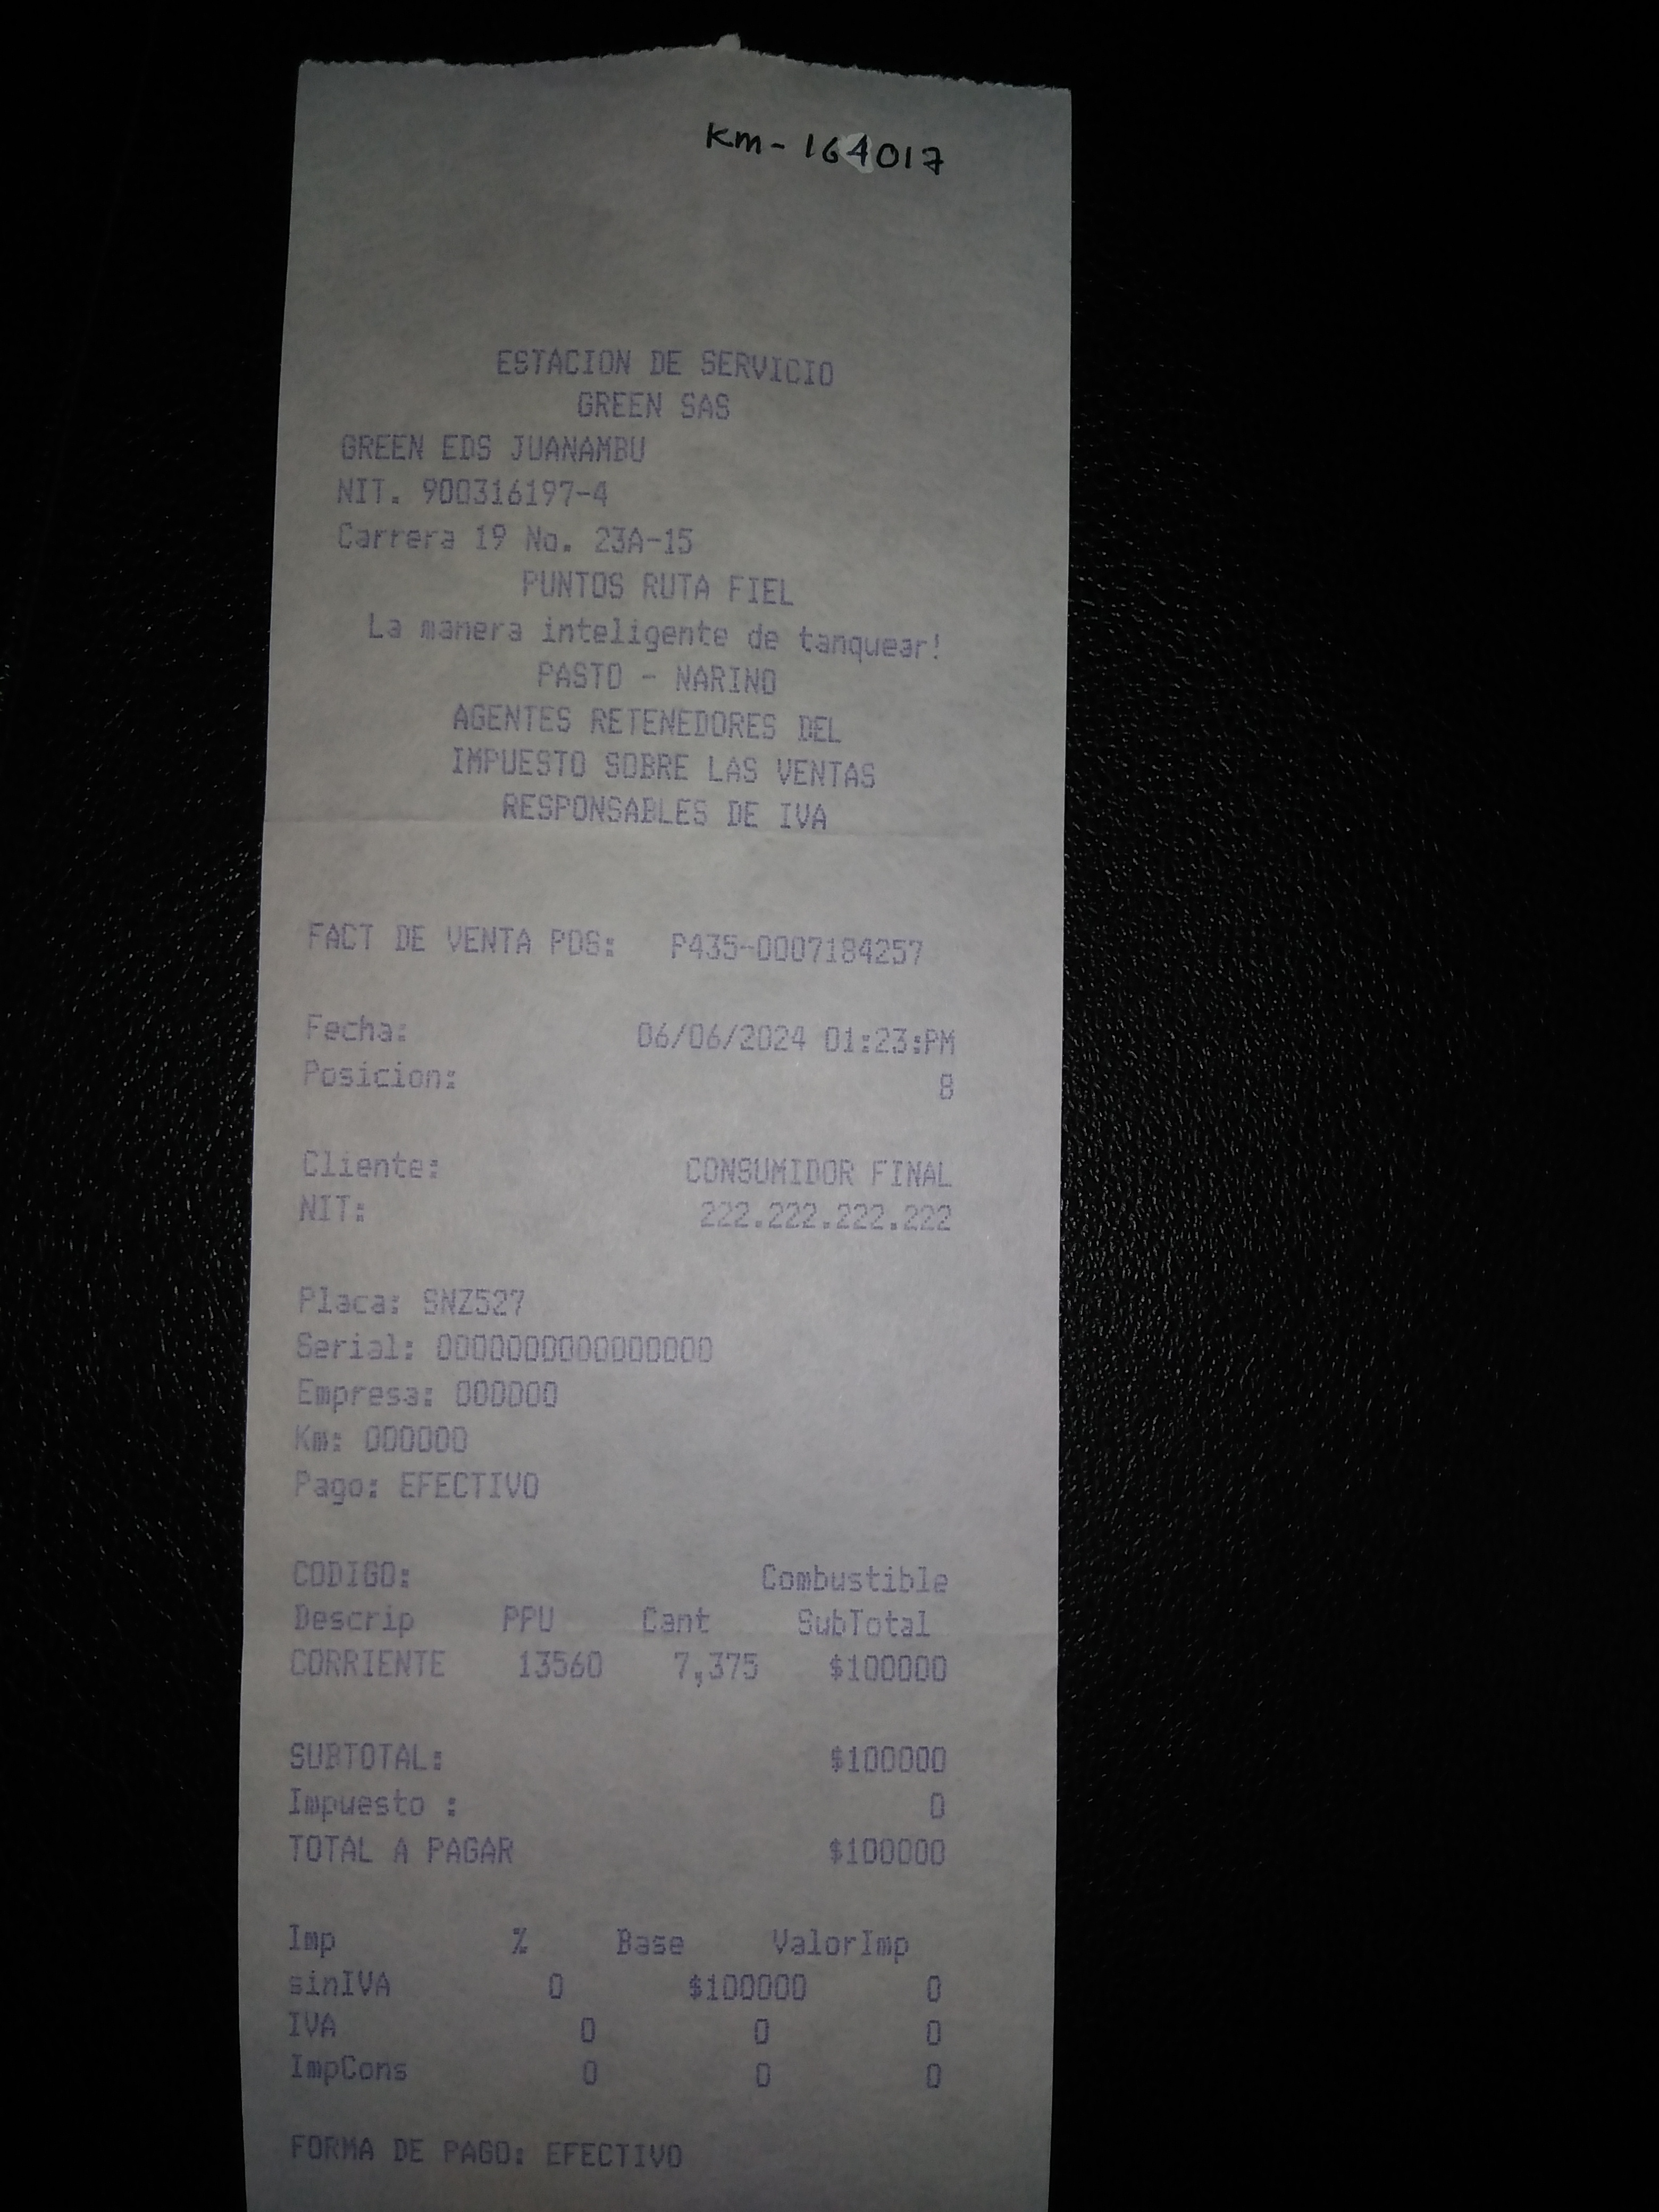 Km - 164017
ESTACION DE SERVICIO
GREEN SAS
GREEN EDS JUANAMBU
NIT. 900316197-4
Carrera 19 No. 23A-15
PUNTOS RUTA FIEL
La manera inteligente de tanquear!
PASTO - NARINO
AGENTES RETENEDORES DEL
IMPUESTO SOBRE LAS VENTAS
RESPONSABLES DE IVA
FACT DE VENTA POS: P435-0007184257
Fecha: 06/06/2024 01:23:PM
Posicion: 8
Cliente: CONSUMIDOR FINAL
NIT: 222.222.222.222
Placa: SNZ527
Serial: 0000000000000000
Empresa: 000000
Km: 000000
Pago: EFECTIVO
CODIGO: Combustible
Descrip PPU Cant SubTotal
CORRIENTE 13560 7,375 $100000
SUBTOTAL: $100000
Impuesto : 0
TOTAL A PAGAR $100000
Imp % Base ValorImp
sinIVA 0 $100000 0
IVA 0 0 0
ImpCons 0 0 0
FORMA DE PAGO: EFECTIVO